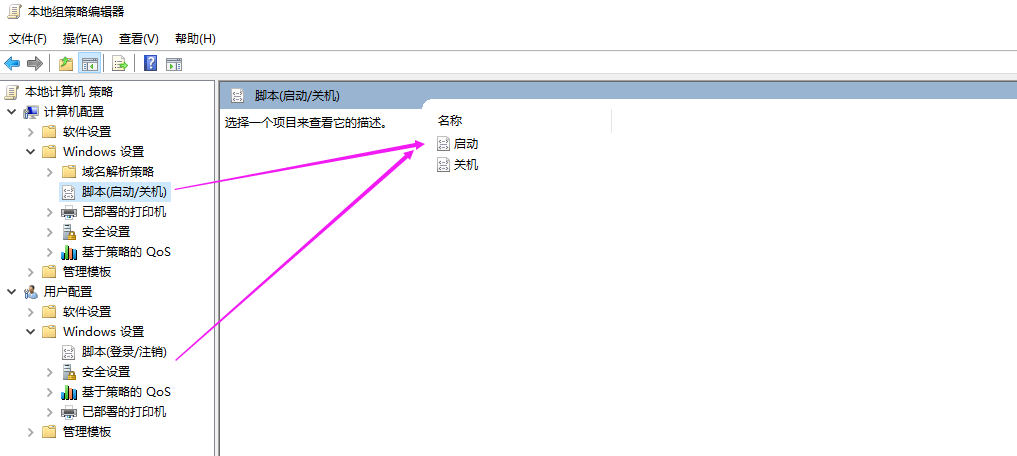 本地组策略编辑器
文件(F) 操作(A) 查看(V) 帮助(H)
本地计算机 策略
计算机配置
软件设置
Windows 设置
域名解析策略
脚本(启动/关机)
已部署的打印机
安全设置
基于策略的 QoS
管理模板
用户配置
软件设置
Windows 设置
脚本(登录/注销)
安全设置
基于策略的 QoS
已部署的打印机
管理模板
脚本(启动/关机)
选择一个项目来查看它的描述。
名称
启动
关机